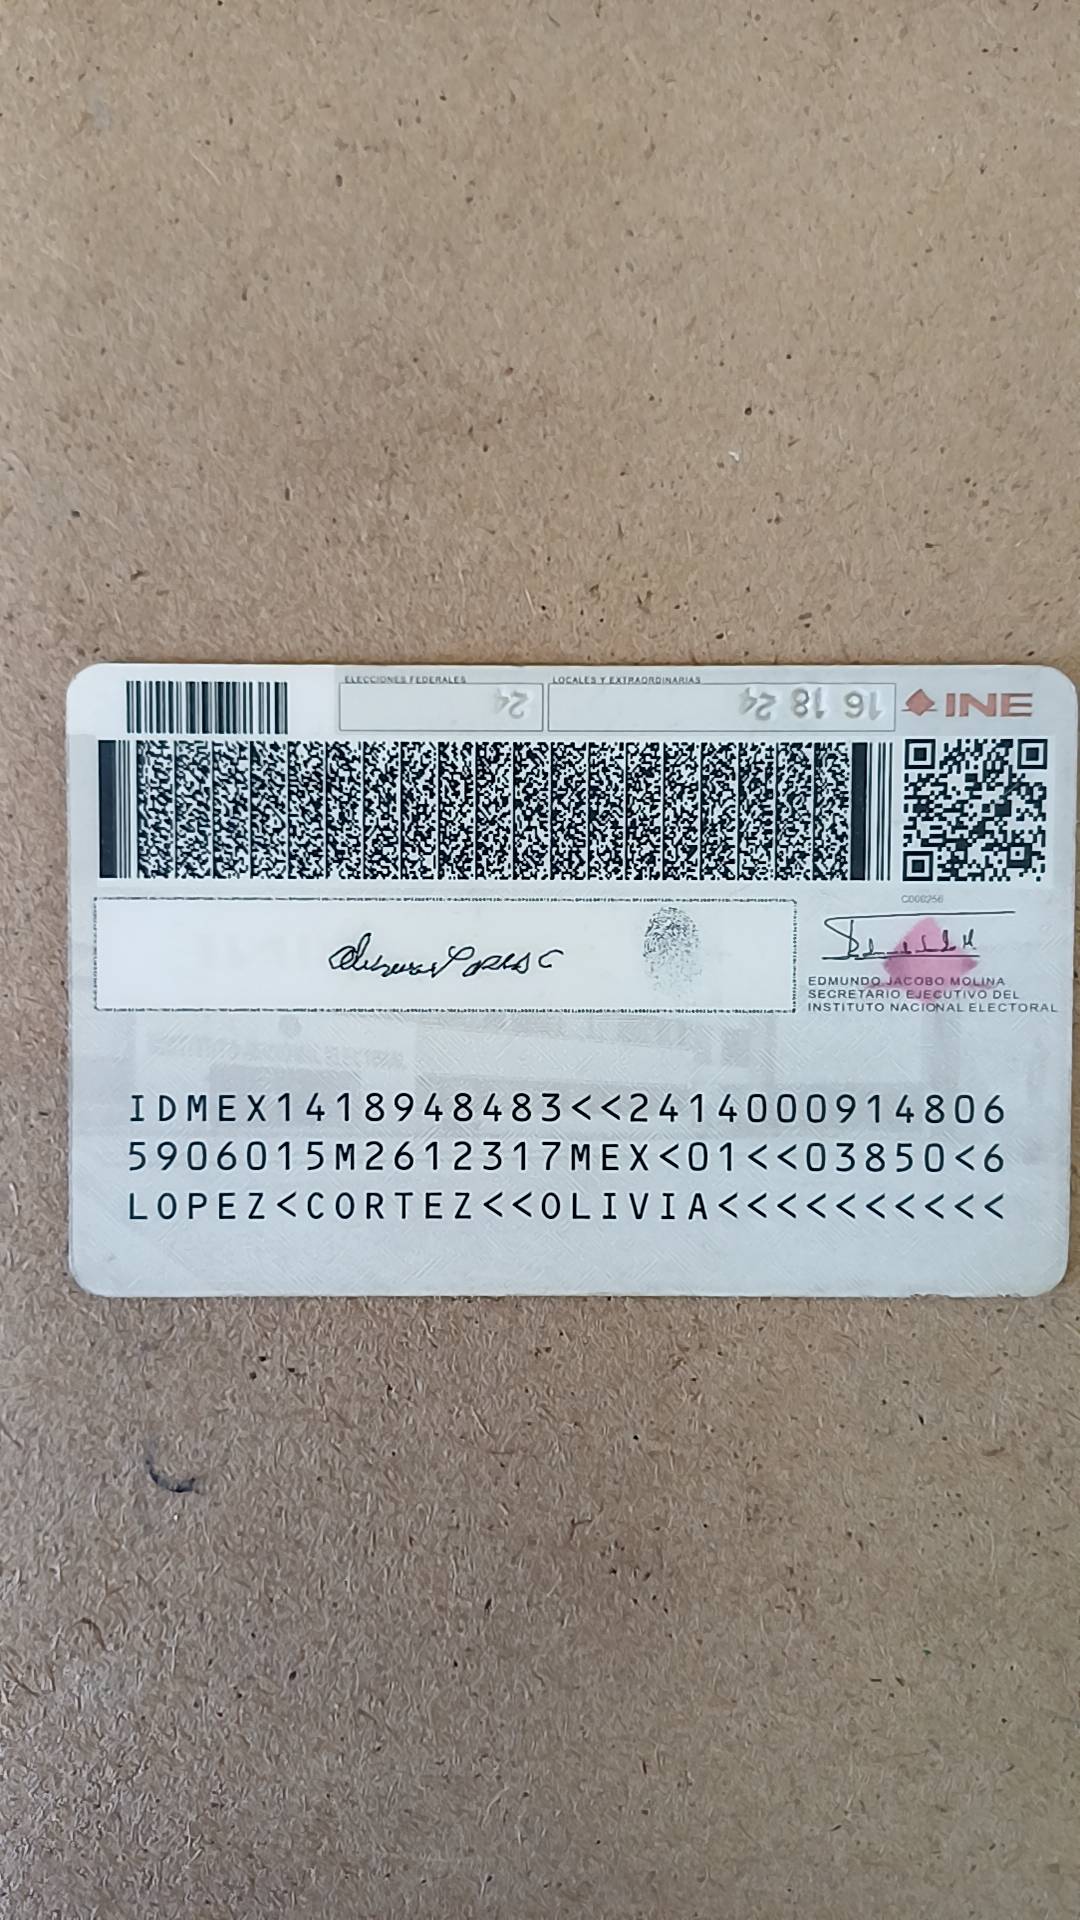 ELECCIONES FEDERALES
LOCALES Y EXTRAORDINARIAS
24
16 18 24
INE
C000256
EDMUNDO JACOBO MOLINA
SECRETARIO EJECUTIVO DEL
INSTITUTO NACIONAL ELECTORAL
IDMEX1418948483<<2414000914806
5906015M2612317MEX<01<<03850<6
LOPEZ<CORTEZ<<OLIVIA<<<<<<<<<<